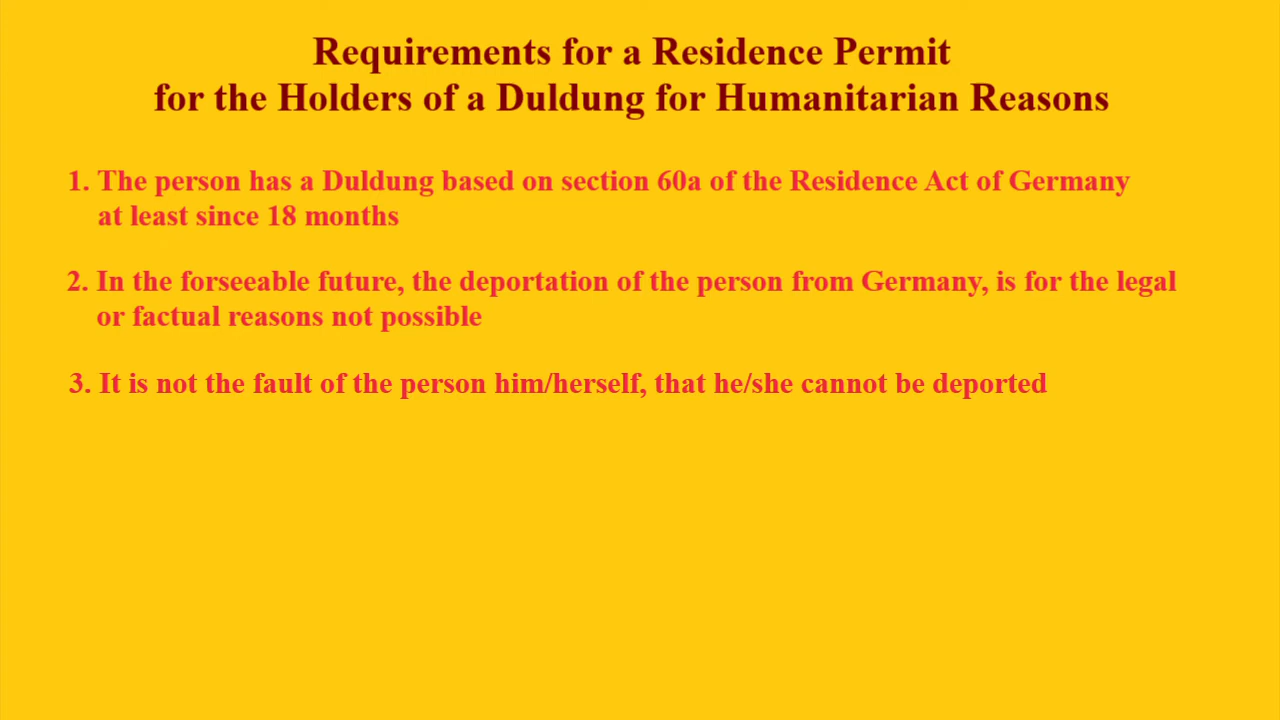 Requirements for a Residence Permit
for the Holders of a Duldung for Humanitarian Reasons
1. The person has a Duldung based on section 60a of the Residence Act of Germany
at least since 18 months
2. In the forseeable future, the deportation of the person from Germany, is for the legal
or factual reasons not possible
3. It is not the fault of the person him/herself, that he/she cannot be deported